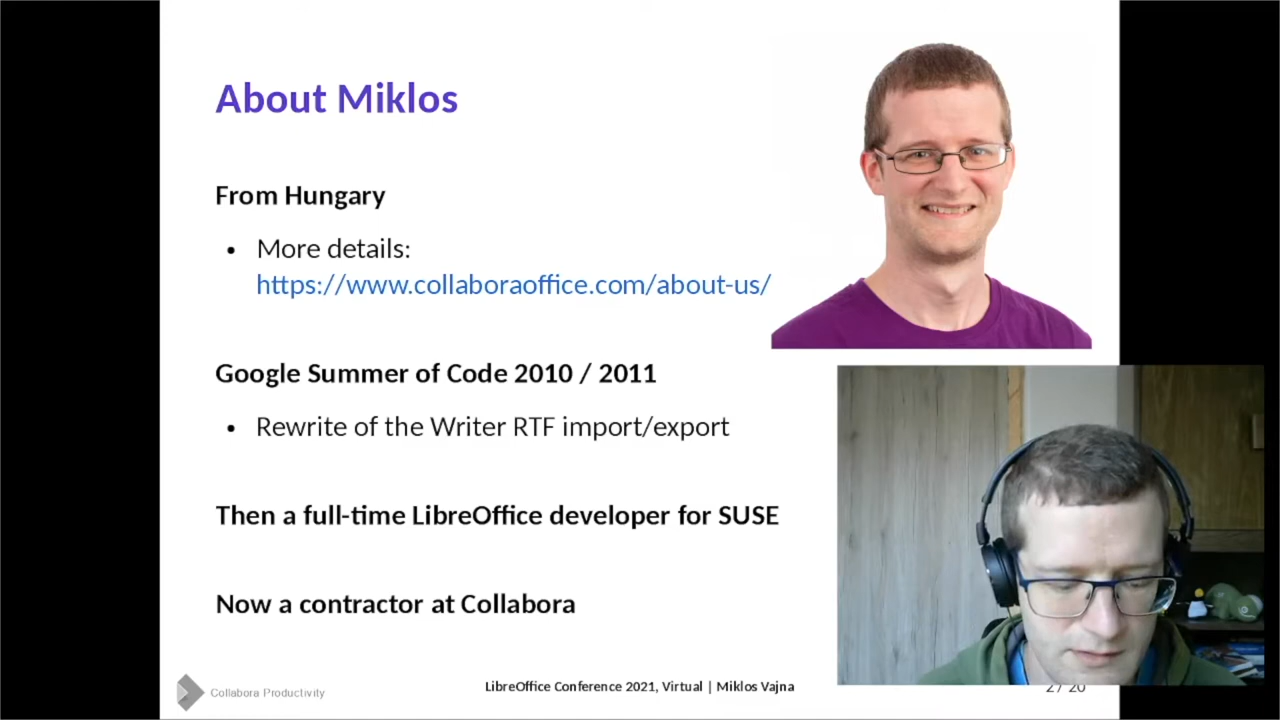 About Miklos
From Hungary
• More details:
https://www.collaboraoffice.com/about-us/
Google Summer of Code 2010 / 2011
• Rewrite of the Writer RTF import/export
Then a full-time LibreOffice developer for SUSE
Now a contractor at Collabora
Collabora Productivity
LibreOffice Conference 2021, Virtual | Miklos Vajna
2 / 20